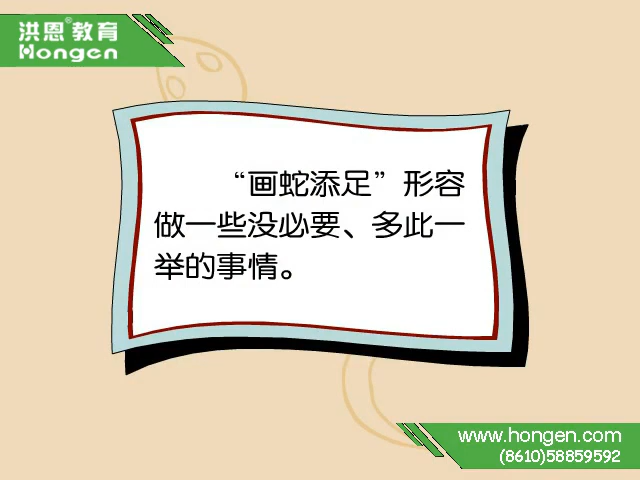 洪恩®教育
Hongen
“画蛇添足”形容
做一些没必要、多此一
举的事情。
www.hongen.com
(8610)58859592